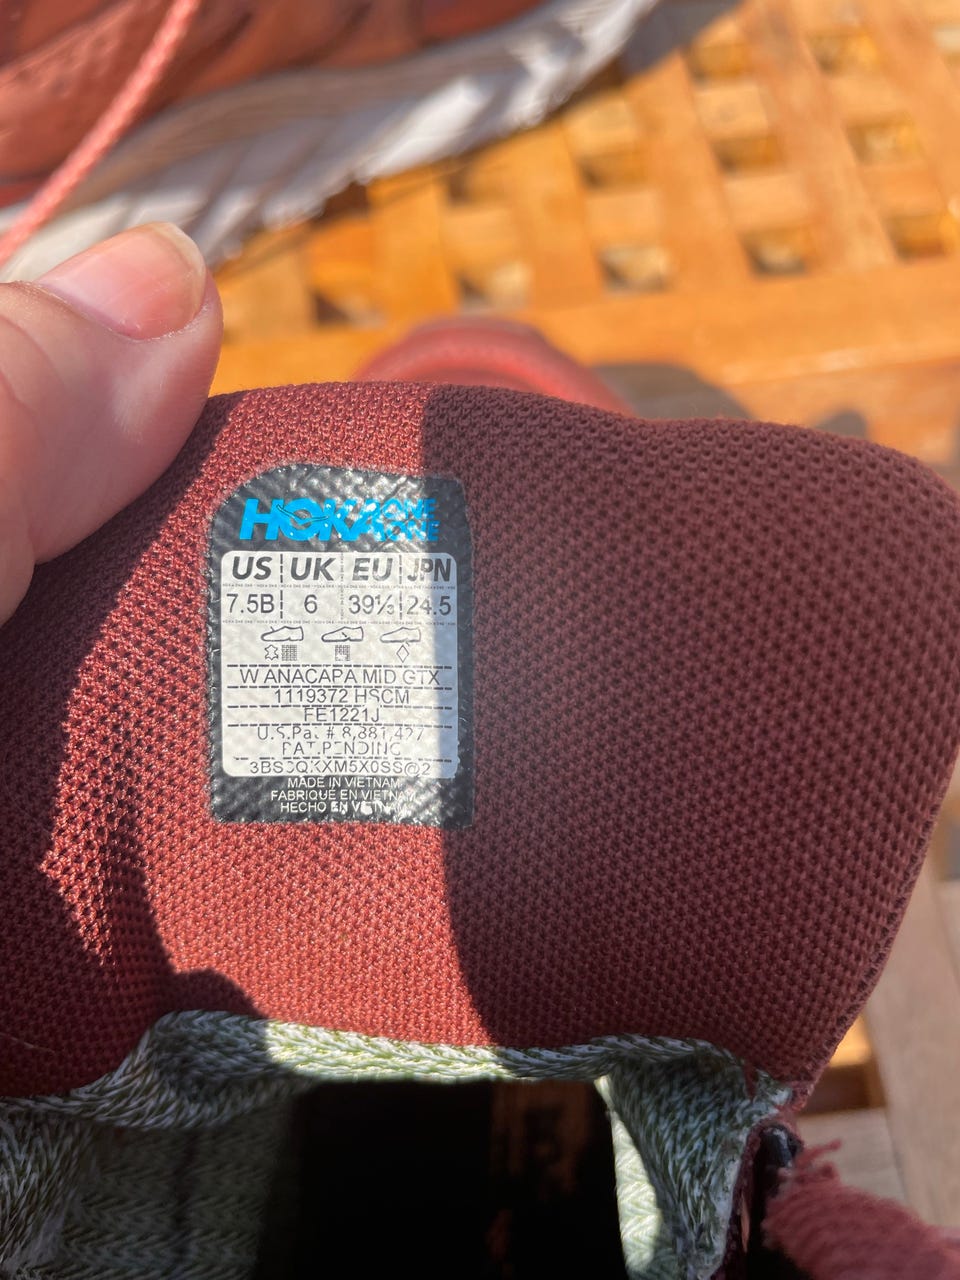 HOKA ONE ONE
US UK EU JPN
7.5B 6 39⅓ 24.5
W ANACAPA MID GTX
1119372 HSCM
FE1221J
U.S.Pat # 8,881,427
PAT.PENDING
MADE IN VIETNAM
FABRIQUE EN VIETNAM
HECHO EN VIETNAM